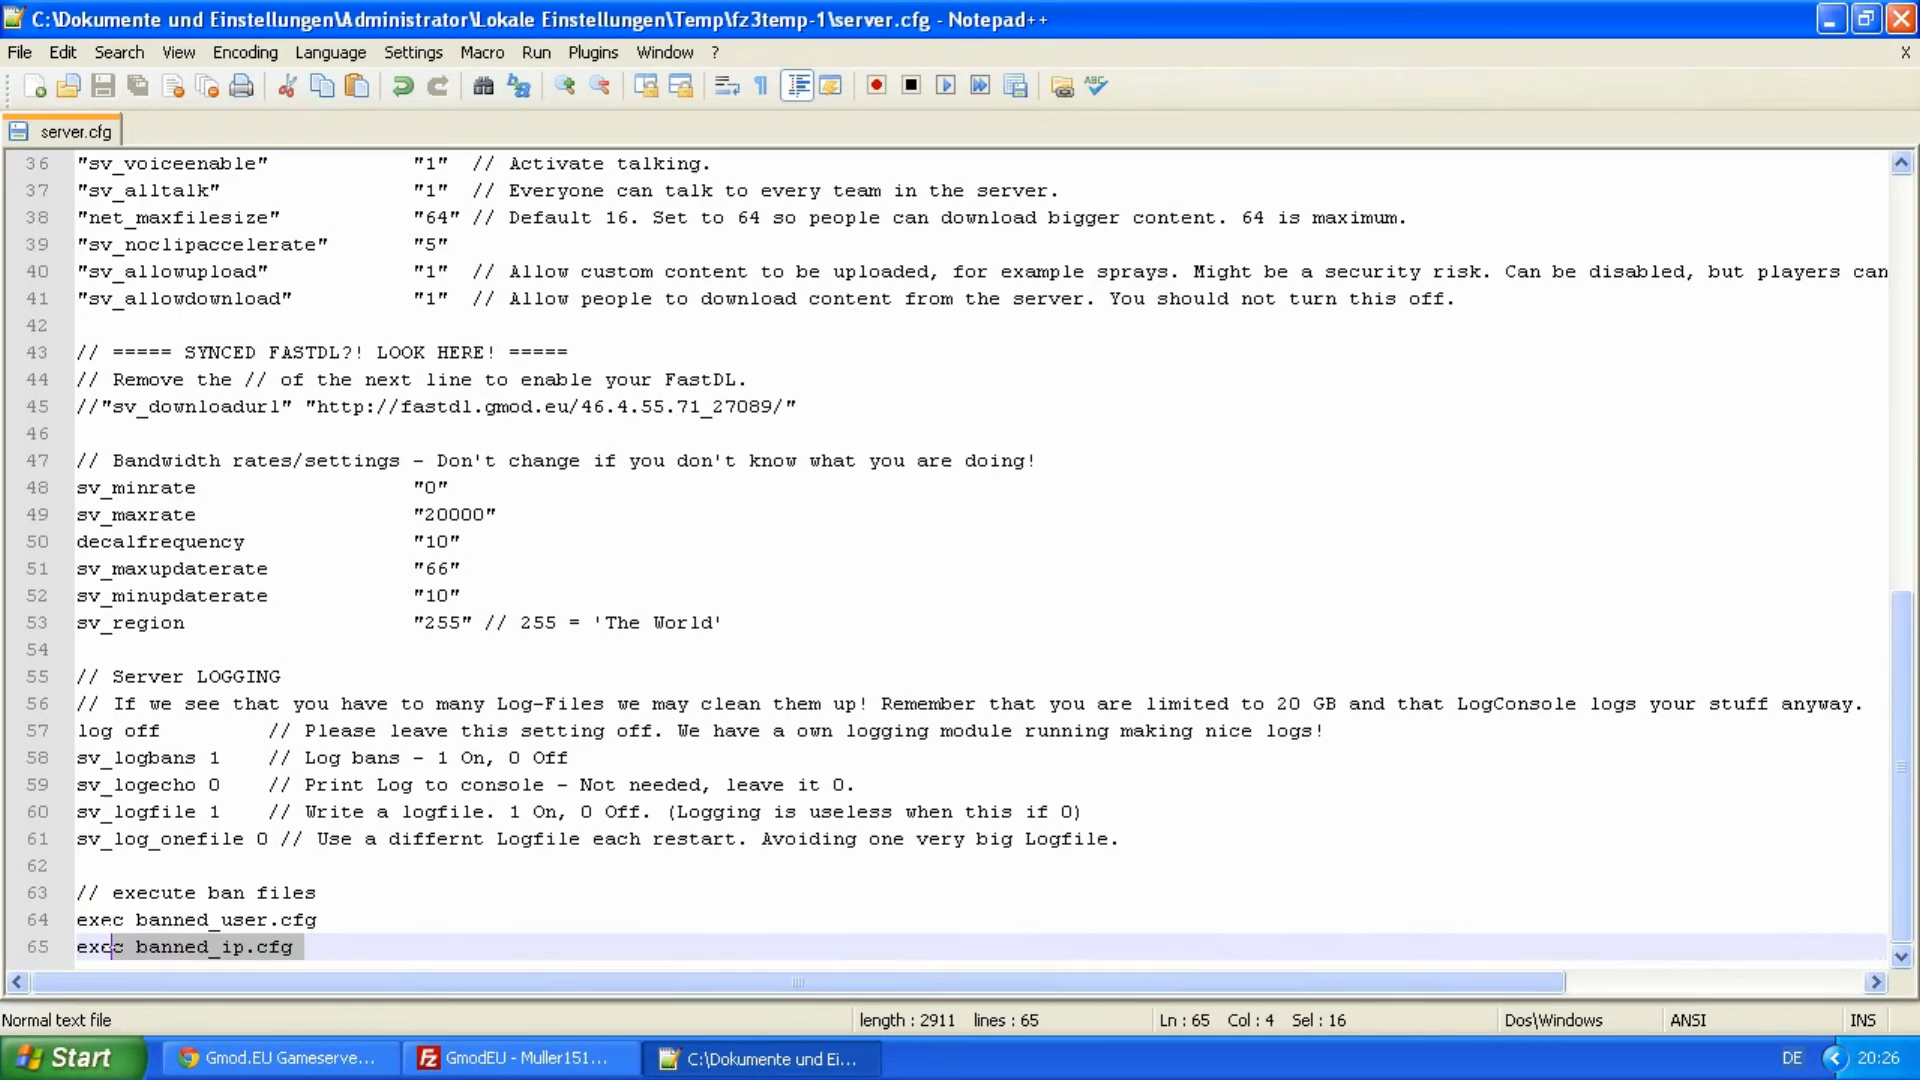 C:\Dokumente und Einstellungen\Administrator\Lokale Einstellungen\Temp\fz3temp-1\server.cfg - Notepad++
File Edit Search View Encoding Language Settings Macro Run Plugins Window ? X
server.cfg
36 "sv_voiceenable" "1" // Activate talking.
37 "sv_alltalk" "1" // Everyone can talk to every team in the server.
38 "net_maxfilesize" "64" // Default 16. Set to 64 so people can download bigger content. 64 is maximum.
39 "sv_noclipaccelerate" "5"
40 "sv_allowupload" "1" // Allow custom content to be uploaded, for example sprays. Might be a security risk. Can be disabled, but players can
41 "sv_allowdownload" "1" // Allow people to download content from the server. You should not turn this off.
42
43 // ===== SYNCED FASTDL?! LOOK HERE! =====
44 // Remove the // of the next line to enable your FastDL.
45 //"sv_downloadurl" "http://fastdl.gmod.eu/46.4.55.71_27089/"
46
47 // Bandwidth rates/settings - Don't change if you don't know what you are doing!
48 sv_minrate "0"
49 sv_maxrate "20000"
50 decalfrequency "10"
51 sv_maxupdaterate "66"
52 sv_minupdaterate "10"
53 sv_region "255" // 255 = 'The World'
54
55 // Server LOGGING
56 // If we see that you have to many Log-Files we may clean them up! Remember that you are limited to 20 GB and that LogConsole logs your stuff anyway.
57 log off // Please leave this setting off. We have a own logging module running making nice logs!
58 sv_logbans 1 // Log bans - 1 On, 0 Off
59 sv_logecho 0 // Print Log to console - Not needed, leave it 0.
60 sv_logfile 1 // Write a logfile. 1 On, 0 Off. (Logging is useless when this if 0)
61 sv_log_onefile 0 // Use a differnt Logfile each restart. Avoiding one very big Logfile.
62
63 // execute ban files
64 exec banned_user.cfg
65 exec banned_ip.cfg
Normal text file length : 2911 lines : 65 Ln : 65 Col : 4 Sel : 16 Dos\Windows ANSI INS
Start Gmod.EU Gameserve... GmodEU - Muller151... C:\Dokumente und Ei... DE 20:26